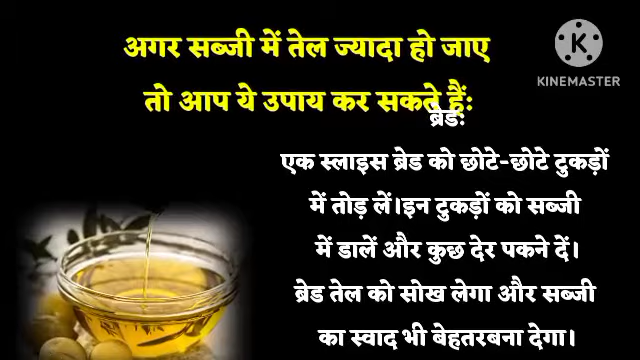 अगर सब्जी में तेल ज्यादा हो जाए
तो आप ये उपाय कर सकते हैंः
KINEMASTER
ब्रेडः
एक स्लाइस ब्रेड को छोटे-छोटे टुकड़ों
में तोड़ लें।इन टुकड़ों को सब्जी
में डालें और कुछ देर पकने दें।
ब्रेड तेल को सोख लेगा और सब्जी
का स्वाद भी बेहतरबना देगा।